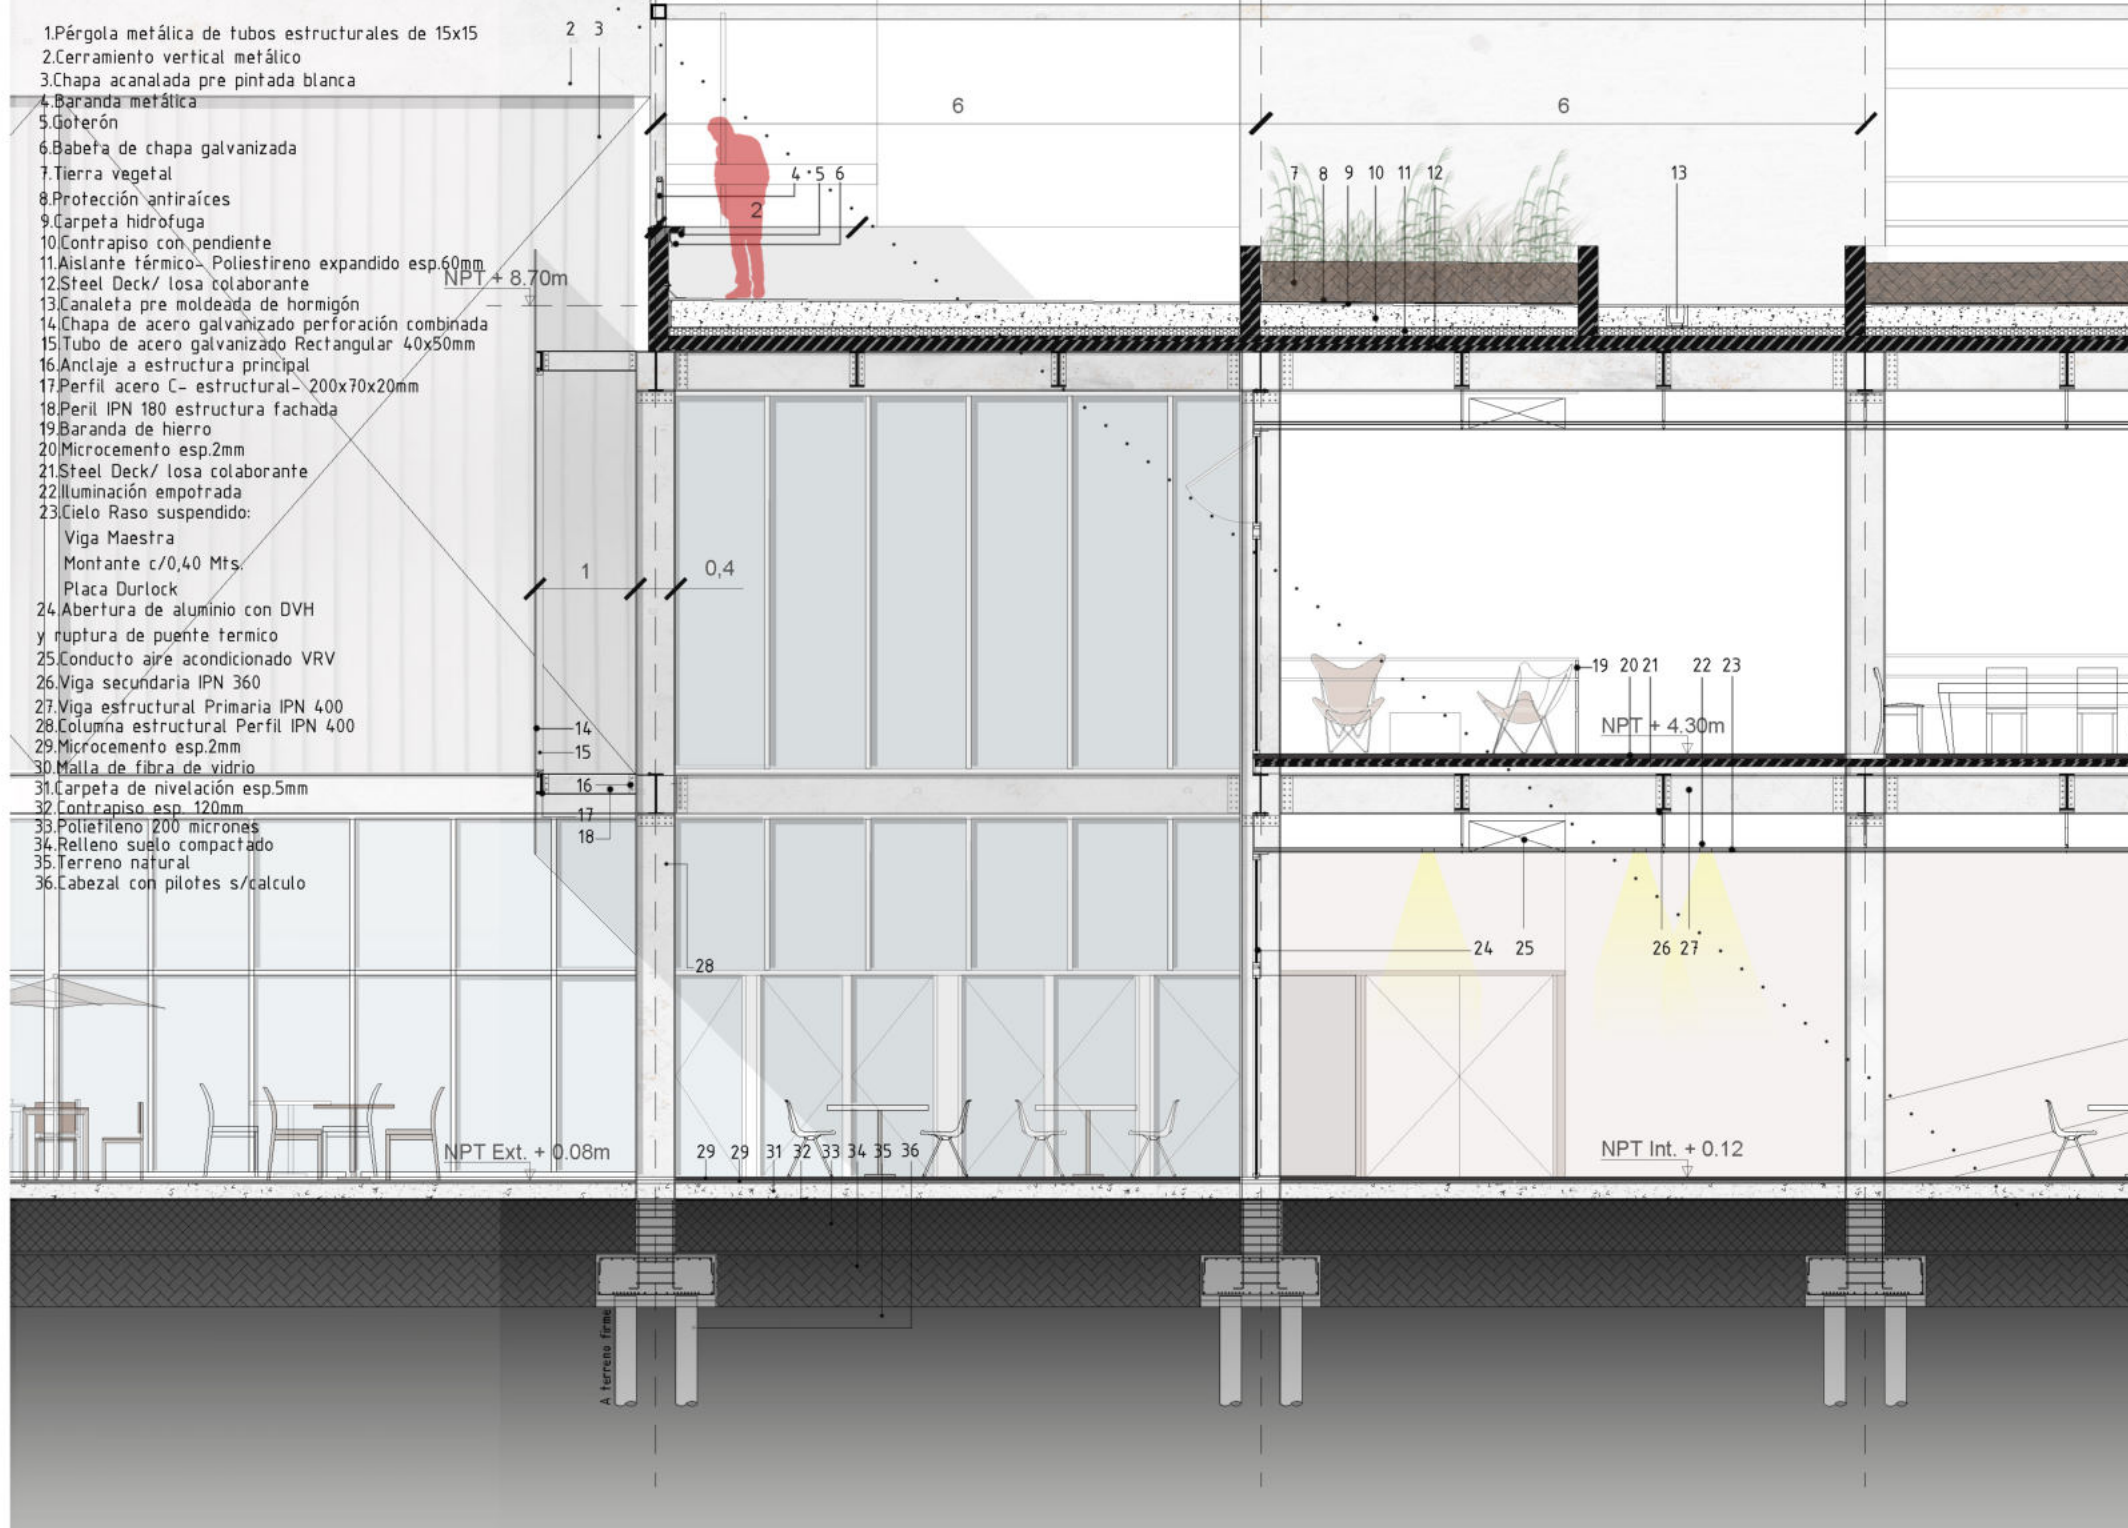 1.Pérgola metálica de tubos estructurales de 15x15
2.Cerramiento vertical metálico
3.Chapa acanalada pre pintada blanca
4.Baranda metálica
5.Goterón
6.Babeta de chapa galvanizada
7.Tierra vegetal
8.Protección antiraíces
9.Carpeta hidrofuga
10.Contrapiso con pendiente
11.Aislante térmico- Poliestireno expandido esp.60mm
12.Steel Deck/ losa colaborante
13.Canaleta pre moldeada de hormigón
14.Chapa de acero galvanizado perforación combinada
15.Tubo de acero galvanizado Rectangular 40x50mm
16.Anclaje a estructura principal
17.Perfil acero C- estructural- 200x70x20mm
18.Peril IPN 180 estructura fachada
19.Baranda de hierro
20.Microcemento esp.2mm
21.Steel Deck/ losa colaborante
22.Iluminación empotrada
23.Cielo Raso suspendido:
Viga Maestra
Montante c/0,40 Mts.
Placa Durlock
24.Abertura de aluminio con DVH
y ruptura de puente termico
25.Conducto aire acondicionado VRV
26.Viga secundaria IPN 360
27.Viga estructural Primaria IPN 400
28.Columna estructural Perfil IPN 400
29.Microcemento esp.2mm
30.Malla de fibra de vidrio
31.Carpeta de nivelación esp.5mm
32.Contrapiso esp. 120mm
33.Polietileno 200 micrones
34.Relleno suelo compactado
35.Terreno natural
36.Cabezal con pilotes s/calculo
2 3
6 6
4 5 6
2
7 8 9 10 11 12 13
NPT + 8.70m
1 0,4
19 20 21 22 23
NPT + 4.30m
14
15
16
17
18
28
24 25 26 27
NPT Ext. + 0.08m
29 29 31 32 33 34 35 36
NPT Int. + 0.12
A terreno firme